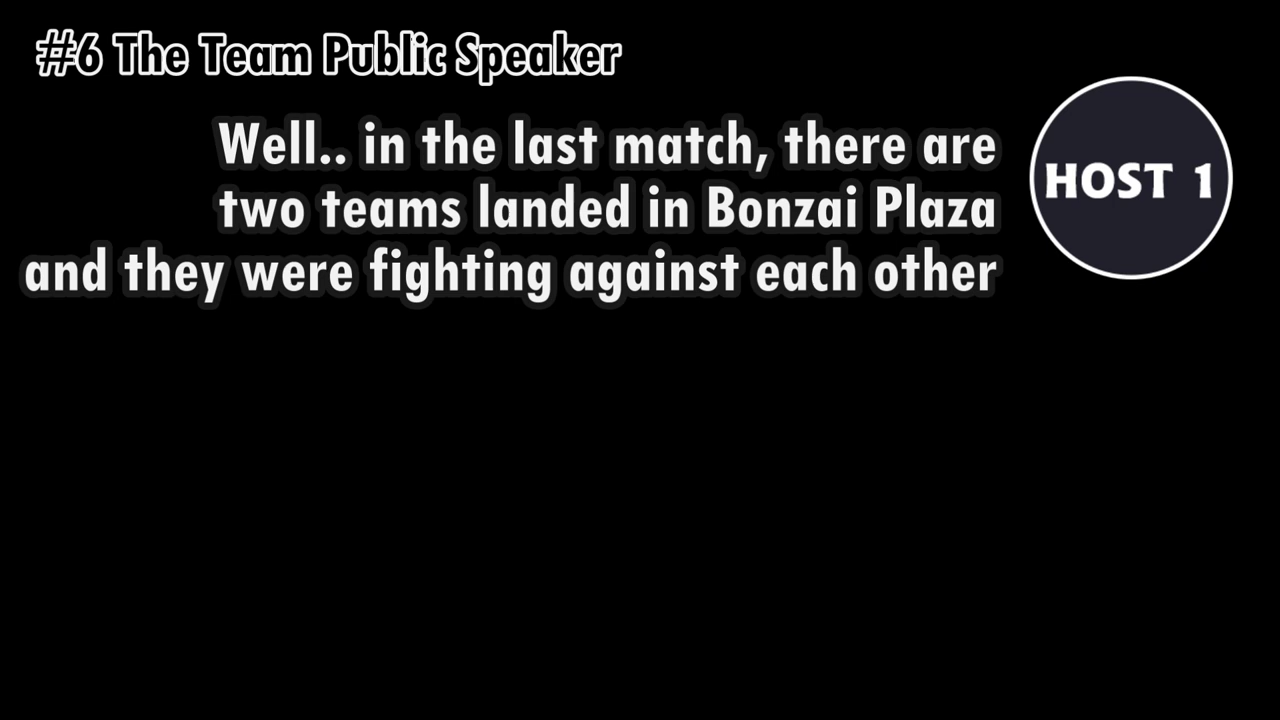 #6 The Team Public Speaker
Well.. in the last match, there are
two teams landed in Bonzai Plaza
and they were fighting against each other
HOST 1